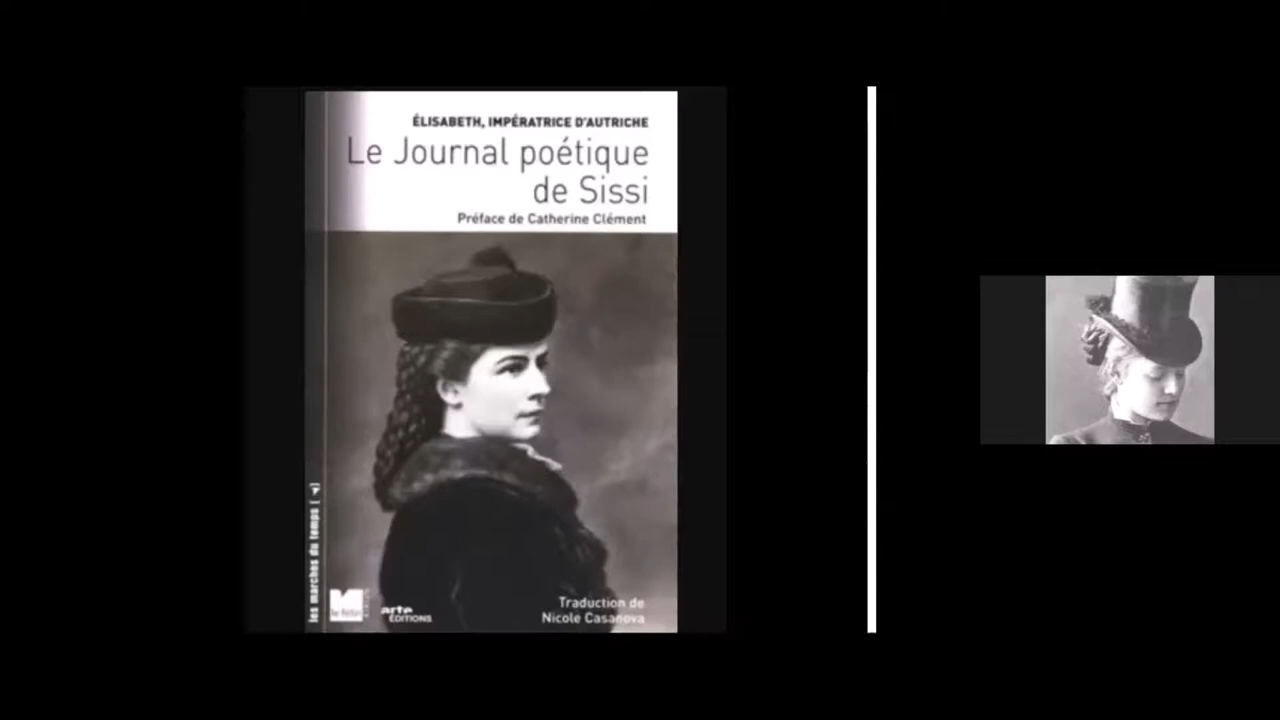 ÉLISABETH, IMPÉRATRICE D'AUTRICHE
Le Journal poétique
de Sissi
Préface de Catherine Clément
les marches du temps
arte
ÉDITIONS
Traduction de
Nicole Casanova